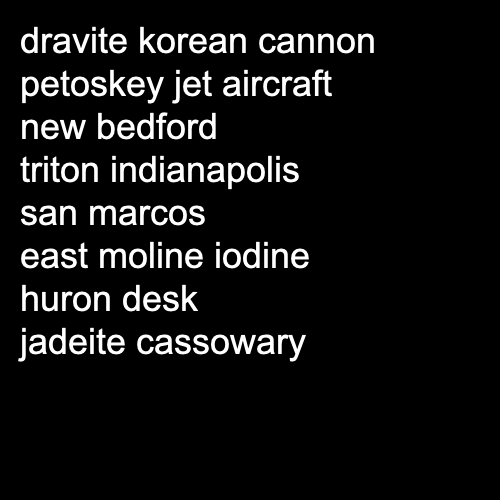 dravite korean cannon
petoskey jet aircraft
new bedford
triton indianapolis
san marcos
east moline iodine
huron desk
jadeite cassowary